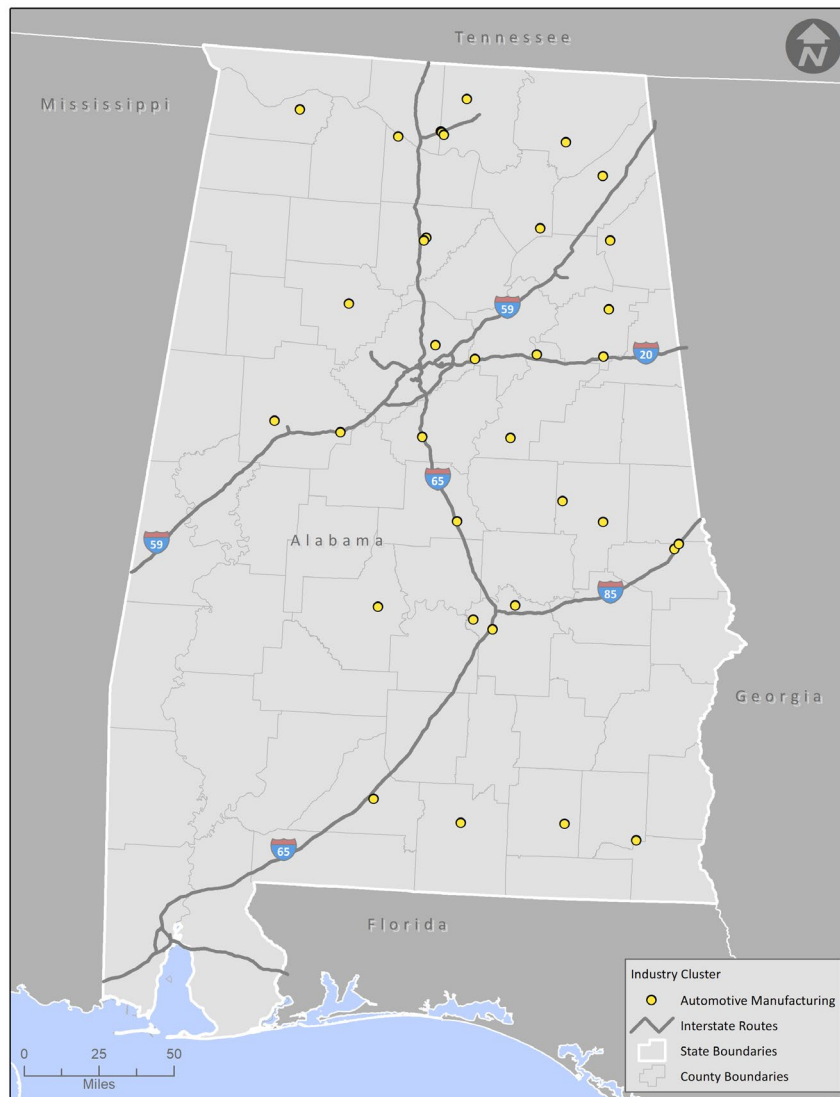 Tennessee
N
Mississippi
59
20
65
59
Alabama
85
Georgia
65
Florida
Industry Cluster
Automotive Manufacturing
Interstate Routes
State Boundaries
County Boundaries
0 25 50
Miles